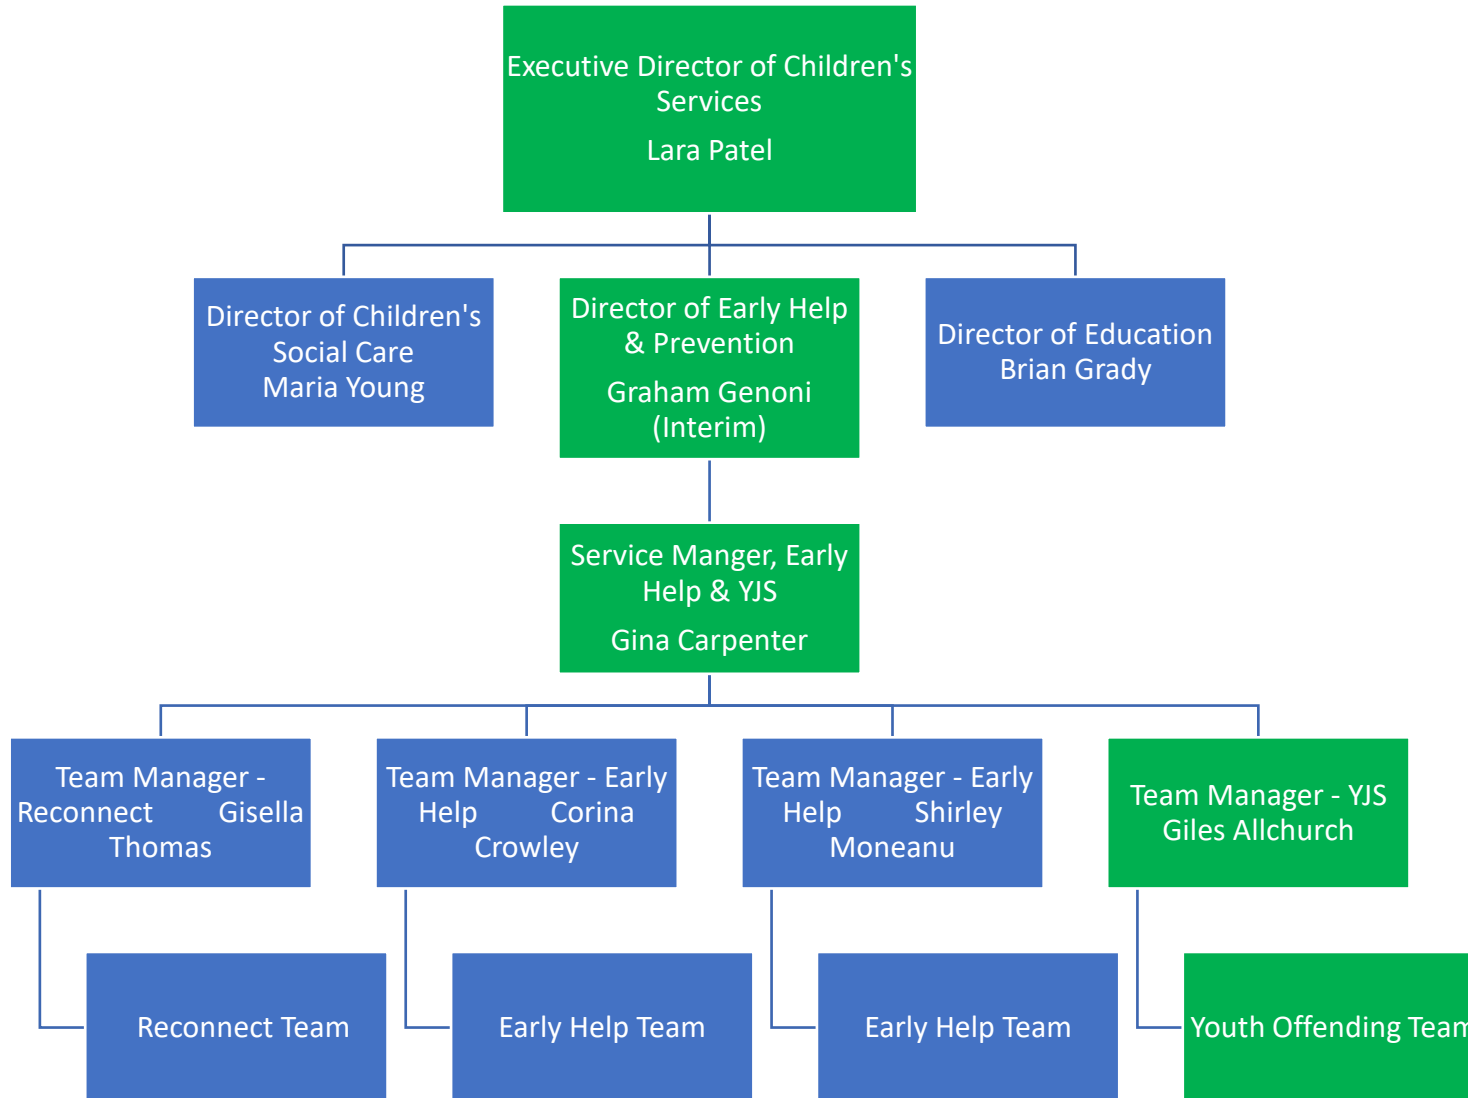 Executive Director of Children's
Services
Lara Patel
Director of Children's
Social Care
Maria Young
Director of Early Help
& Prevention
Graham Genoni
(Interim)
Director of Education
Brian Grady
Service Manger, Early
Help & YJS
Gina Carpenter
Team Manager -
Reconnect Gisella
Thomas
Team Manager - Early
Help Corina
Crowley
Team Manager - Early
Help Shirley
Moneanu
Team Manager - YJS
Giles Allchurch
Reconnect Team
Early Help Team
Early Help Team
Youth Offending Team